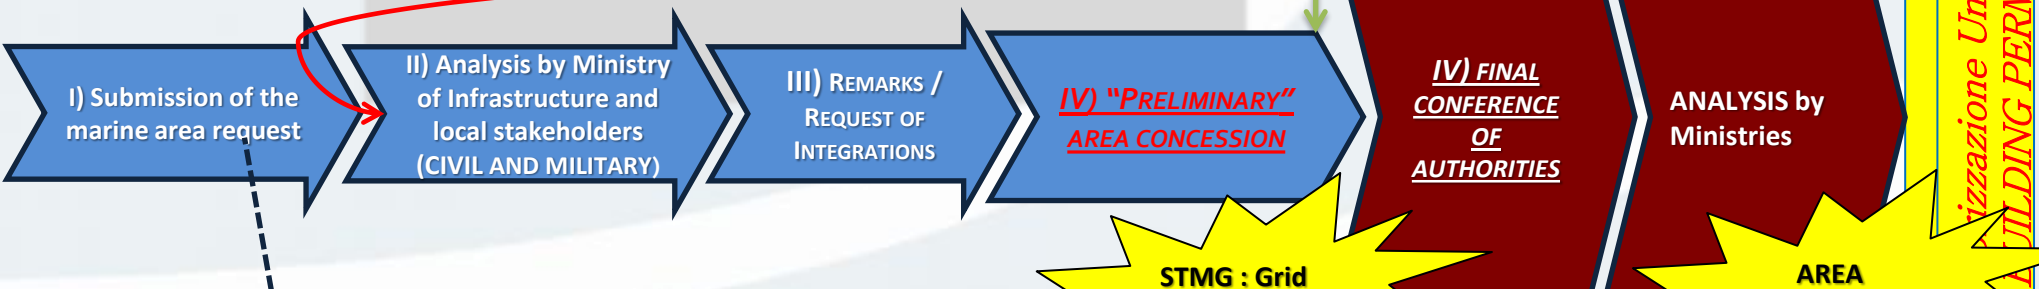 I) Submission of the
marine area request
II) Analysis by Ministry
of Infrastructure and
local stakeholders
(CIVIL AND MILITARY)
III) REMARKS /
REQUEST OF
INTEGRATIONS
IV) "PRELIMINARY"
AREA CONCESSION
IV) FINAL
CONFERENCE
OF
AUTHORITIES
ANALYSIS by
Ministries
STMG : Grid
AREA